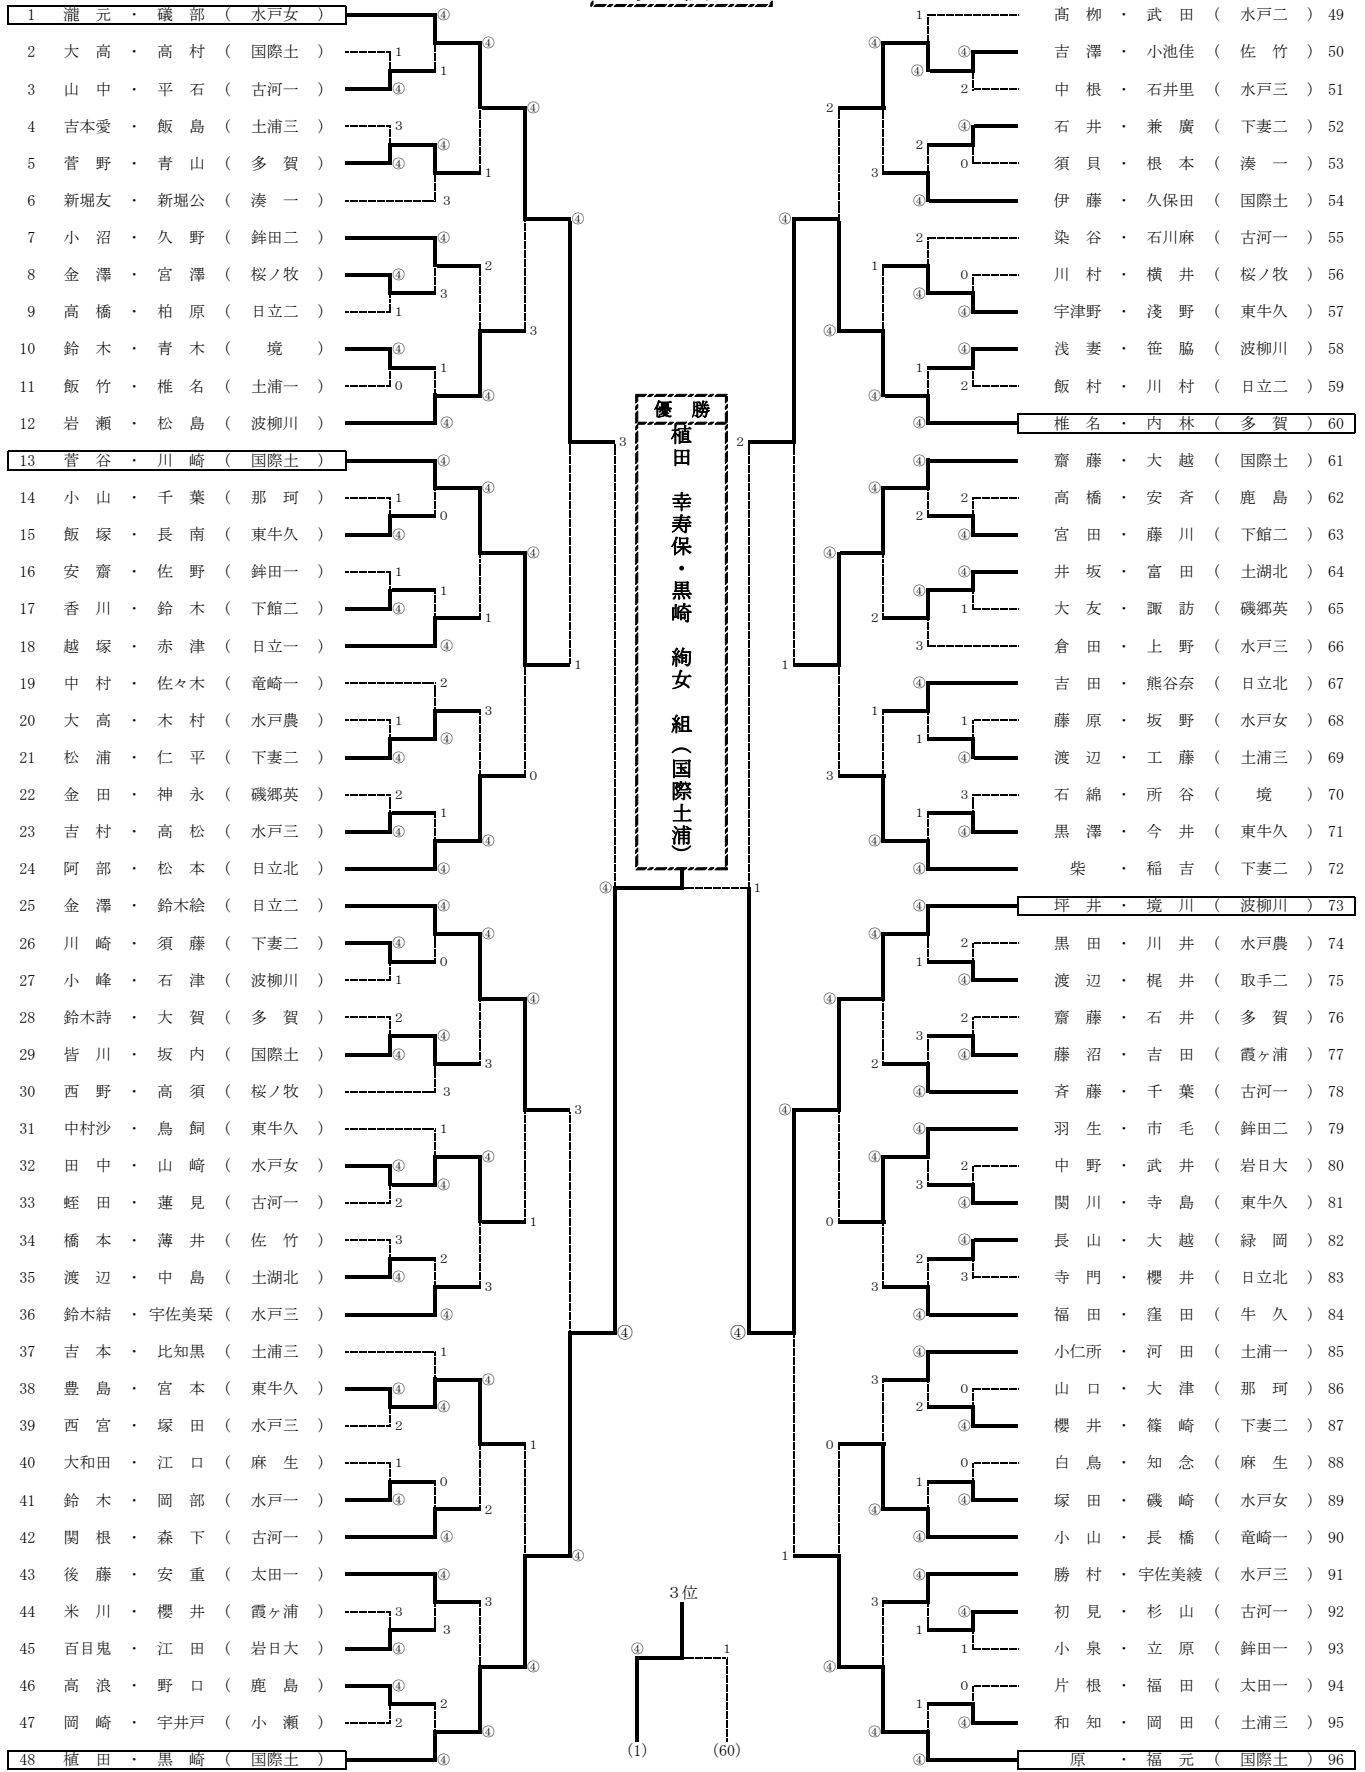 1 瀧元・磯部（水戸女）
2 大高・高村（国際土）
3 山中・平石（古河一）
4 吉本愛・飯島（土浦三）
5 菅野・青山（多賀）
6 新堀友・新堀公（湊一）
7 小沼・久野（鉾田二）
8 金澤・宮澤（桜ノ牧）
9 高橋・柏原（日立二）
10 鈴木・青木（境）
11 飯竹・椎名（土浦一）
12 岩瀬・松島（波柳川）
13 菅谷・川崎（国際土）
14 小山・千葉（那珂）
15 飯塚・長南（東牛久）
16 安齋・佐野（鉾田一）
17 香川・鈴木（下館二）
18 越塚・赤津（日立一）
19 中村・佐々木（竜崎一）
20 大高・木村（水戸農）
21 松浦・仁平（下妻二）
22 金田・神永（磯郷英）
23 吉村・高松（水戸三）
24 阿部・松本（日立北）
25 金澤・鈴木絵（日立二）
26 川崎・須藤（下妻二）
27 小峰・石津（波柳川）
28 鈴木詩・大賀（多賀）
29 皆川・坂内（国際土）
30 西野・高須（桜ノ牧）
31 中村沙・鳥飼（東牛久）
32 田中・山﨑（水戸女）
33 蛭田・蓮見（古河一）
34 橋本・薄井（佐竹）
35 渡辺・中島（土湖北）
36 鈴木結・宇佐美栞（水戸三）
37 吉本・比知黒（土浦三）
38 豊島・宮本（東牛久）
39 西宮・塚田（水戸三）
40 大和田・江口（麻生）
41 鈴木・岡部（水戸一）
42 関根・森下（古河一）
43 後藤・安重（太田一）
44 米川・櫻井（霞ヶ浦）
45 百目鬼・江田（岩日大）
46 高浪・野口（鹿島）
47 岡崎・宇井戸（小瀬）
48 植田・黒崎（国際土）
優勝
植田 幸寿保・黒崎 絢女 組（国際土浦）
3位
④ 1
(1) (60)
髙栁・武田（水戸二）49
吉澤・小池佳（佐竹）50
中根・石井里（水戸三）51
石井・兼廣（下妻二）52
須貝・根本（湊一）53
伊藤・久保田（国際土）54
染谷・石川麻（古河一）55
川村・横井（桜ノ牧）56
宇津野・淺野（東牛久）57
浅妻・笹脇（波柳川）58
飯村・川村（日立二）59
椎名・内林（多賀）60
齋藤・大越（国際土）61
高橋・安斉（鹿島）62
宮田・藤川（下館二）63
井坂・富田（土湖北）64
大友・諏訪（磯郷英）65
倉田・上野（水戸三）66
吉田・熊谷奈（日立北）67
藤原・坂野（水戸女）68
渡辺・工藤（土浦三）69
石綿・所谷（境）70
黒澤・今井（東牛久）71
柴・稲吉（下妻二）72
坪井・境川（波柳川）73
黒田・川井（水戸農）74
渡辺・梶井（取手二）75
齋藤・石井（多賀）76
藤沼・吉田（霞ヶ浦）77
斉藤・千葉（古河一）78
羽生・市毛（鉾田二）79
中野・武井（岩日大）80
関川・寺島（東牛久）81
長山・大越（緑岡）82
寺門・櫻井（日立北）83
福田・窪田（牛久）84
小仁所・河田（土浦一）85
山口・大津（那珂）86
櫻井・篠崎（下妻二）87
白鳥・知念（麻生）88
塚田・磯崎（水戸女）89
小山・長橋（竜崎一）90
勝村・宇佐美綾（水戸三）91
初見・杉山（古河一）92
小泉・立原（鉾田一）93
片根・福田（太田一）94
和知・岡田（土浦三）95
原・福元（国際土）96